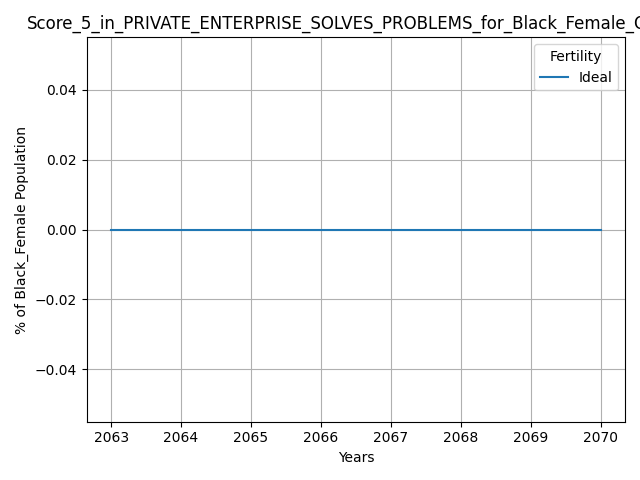 Score_5_in_PRIVATE_ENTERPRISE_SOLVES_PROBLEMS_for_Black_Female_
Fertility
Ideal
% of Black_Female Population
0.04
0.02
0.00
−0.02
−0.04
2063 2064 2065 2066 2067 2068 2069 2070
Years